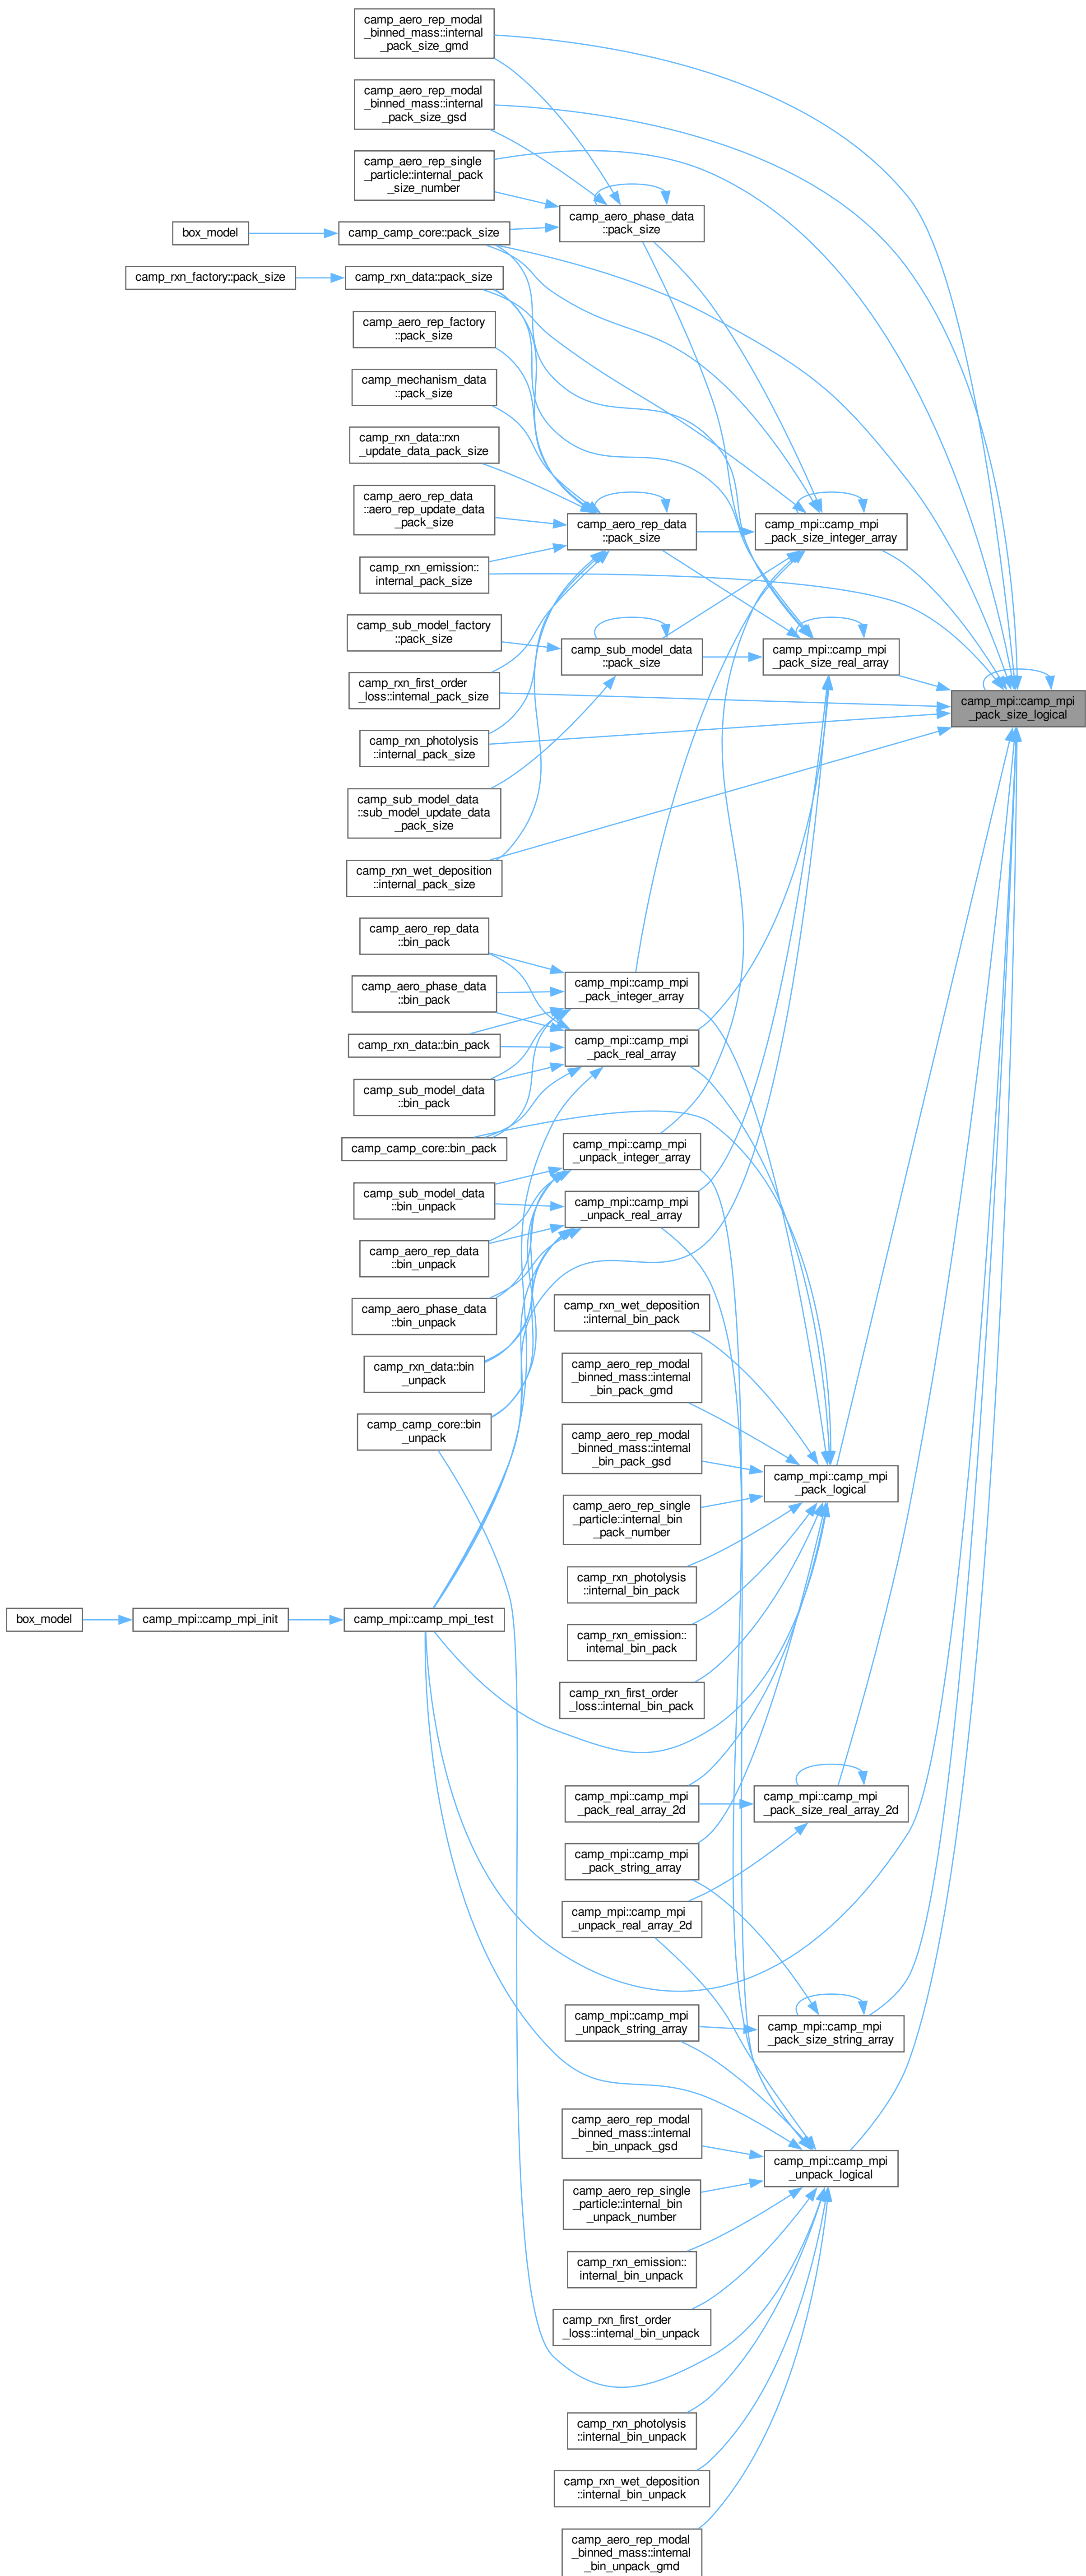 camp_aero_rep_modal
_binned_mass::internal
_pack_size_gmd
camp_aero_rep_modal
_binned_mass::internal
_pack_size_gsd
camp_aero_rep_single
_particle::internal_pack
_size_number
camp_aero_phase_data
::pack_size
box_model
camp_camp_core::pack_size
camp_rxn_factory::pack_size
camp_rxn_data::pack_size
camp_aero_rep_factory
::pack_size
camp_mechanism_data
::pack_size
camp_rxn_data::rxn
_update_data_pack_size
camp_aero_rep_data
::aero_rep_update_data
_pack_size
camp_aero_rep_data
::pack_size
camp_mpi::camp_mpi
_pack_size_integer_array
camp_rxn_emission::
internal_pack_size
camp_sub_model_factory
::pack_size
camp_sub_model_data
::pack_size
camp_mpi::camp_mpi
_pack_size_real_array
camp_rxn_first_order
_loss::internal_pack_size
camp_mpi::camp_mpi
_pack_size_logical
camp_rxn_photolysis
::internal_pack_size
camp_sub_model_data
::sub_model_update_data
_pack_size
camp_rxn_wet_deposition
::internal_pack_size
camp_aero_rep_data
::bin_pack
camp_aero_phase_data
::bin_pack
camp_mpi::camp_mpi
_pack_integer_array
camp_rxn_data::bin_pack
camp_mpi::camp_mpi
_pack_real_array
camp_sub_model_data
::bin_pack
camp_camp_core::bin_pack
camp_mpi::camp_mpi
_unpack_integer_array
camp_sub_model_data
::bin_unpack
camp_mpi::camp_mpi
_unpack_real_array
camp_aero_rep_data
::bin_unpack
camp_aero_phase_data
::bin_unpack
camp_rxn_wet_deposition
::internal_bin_pack
camp_rxn_data::bin
_unpack
camp_aero_rep_modal
_binned_mass::internal
_bin_pack_gmd
camp_camp_core::bin
_unpack
camp_aero_rep_modal
_binned_mass::internal
_bin_pack_gsd
camp_mpi::camp_mpi
_pack_logical
camp_aero_rep_single
_particle::internal_bin
_pack_number
camp_rxn_photolysis
::internal_bin_pack
box_model
camp_mpi::camp_mpi_init
camp_mpi::camp_mpi_test
camp_rxn_emission::
internal_bin_pack
camp_rxn_first_order
_loss::internal_bin_pack
camp_mpi::camp_mpi
_pack_real_array_2d
camp_mpi::camp_mpi
_pack_size_real_array_2d
camp_mpi::camp_mpi
_pack_string_array
camp_mpi::camp_mpi
_unpack_real_array_2d
camp_mpi::camp_mpi
_unpack_string_array
camp_mpi::camp_mpi
_pack_size_string_array
camp_aero_rep_modal
_binned_mass::internal
_bin_unpack_gsd
camp_mpi::camp_mpi
_unpack_logical
camp_aero_rep_single
_particle::internal_bin
_unpack_number
camp_rxn_emission::
internal_bin_unpack
camp_rxn_first_order
_loss::internal_bin_unpack
camp_rxn_photolysis
::internal_bin_unpack
camp_rxn_wet_deposition
::internal_bin_unpack
camp_aero_rep_modal
_binned_mass::internal
_bin_unpack_gmd